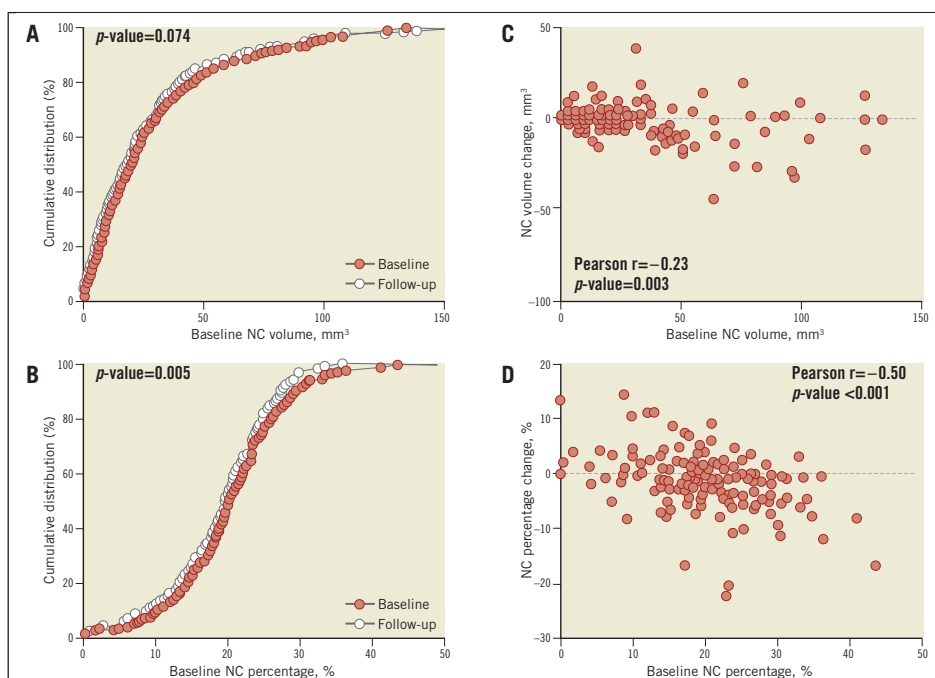 A
p-value=0.074
Cumulative distribution (%)
100
80
60
40
20
0
Baseline
Follow-up
0
50
100
150
Baseline NC volume, mm³
C
NC volume change, mm³
50
0
−50
−100
Pearson r=−0.23
p-value=0.003
0
50
100
150
Baseline NC volume, mm³
B
p-value=0.005
Cumulative distribution (%)
100
80
60
40
20
0
Baseline
Follow-up
0
10
20
30
40
50
Baseline NC percentage, %
D
Pearson r=−0.50
p-value <0.001
NC percentage change, %
20
10
0
−10
−20
−30
0
10
20
30
40
50
Baseline NC percentage, %